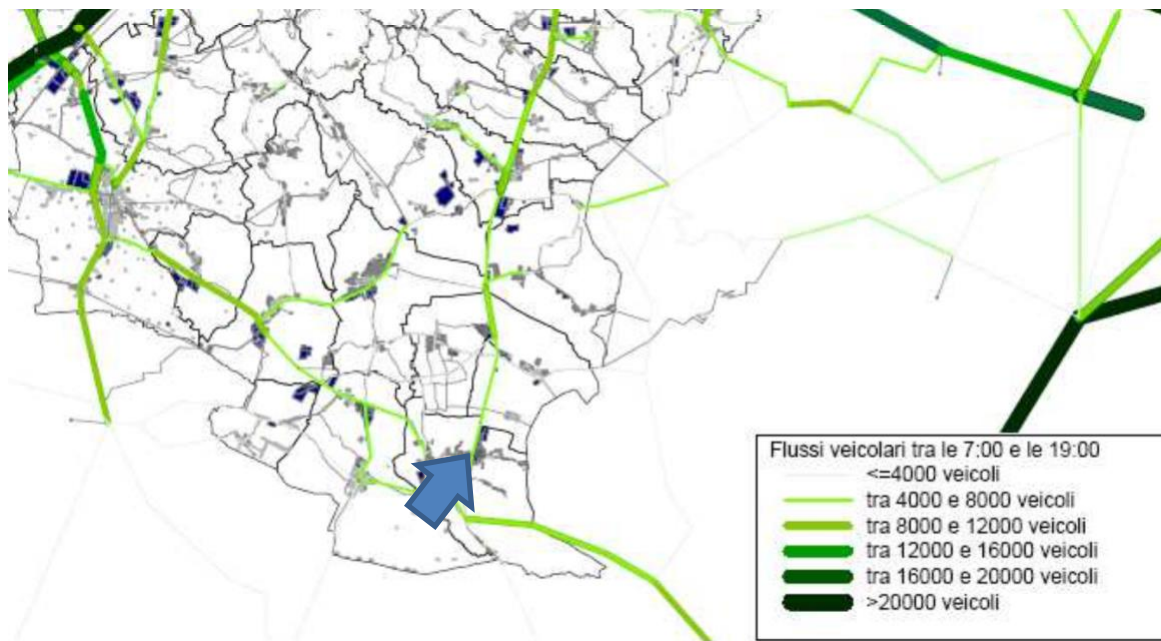 Flussi veicolari tra le 7:00 e le 19:00
<=4000 veicoli
tra 4000 e 8000 veicoli
tra 8000 e 12000 veicoli
tra 12000 e 16000 veicoli
tra 16000 e 20000 veicoli
>20000 veicoli